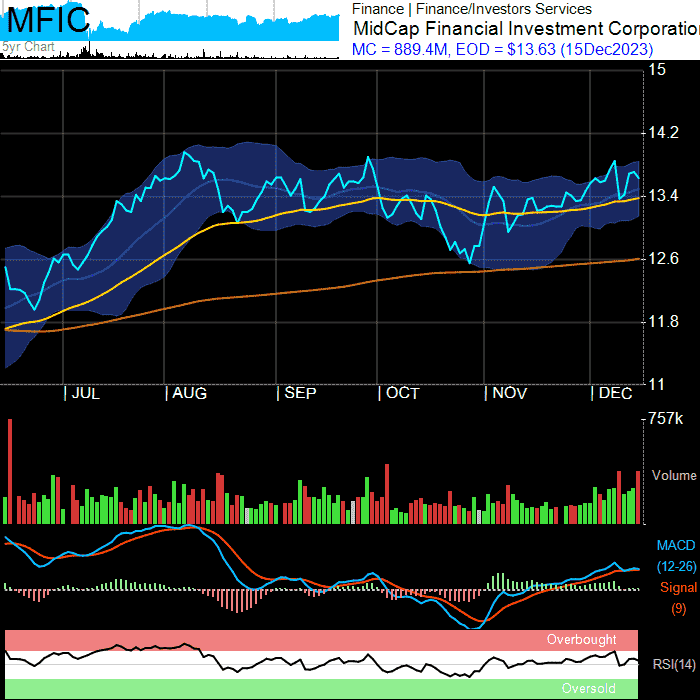 MFIC
5yr Chart
Finance | Finance/Investors Services
MidCap Financial Investment Corporation
MC = 889.4M, EOD = $13.63 (15Dec2023)
15
14.2
13.4
12.6
11.8
11
JUL AUG SEP OCT NOV DEC
757k
Volume
MACD
(12-26)
Signal
(9)
Overbought
RSI(14)
Oversold